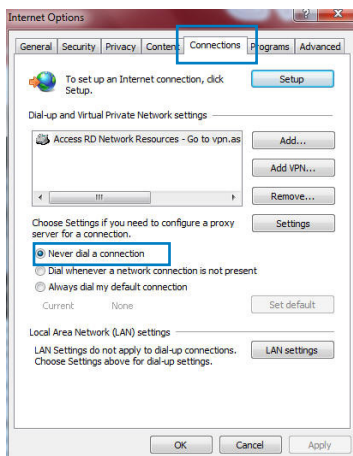 Internet Options
General Security Privacy Content Connections Programs Advanced
To set up an Internet connection, click
Setup.
Setup
Dial-up and Virtual Private Network settings
Access RD Network Resources - Go to vpn.as
Add...
Add VPN...
Remove...
Choose Settings if you need to configure a proxy
server for a connection.
Settings
Never dial a connection
Dial whenever a network connection is not present
Always dial my default connection
Current None
Set default
Local Area Network (LAN) settings
LAN Settings do not apply to dial-up connections.
Choose Settings above for dial-up settings.
LAN settings
OK Cancel Apply